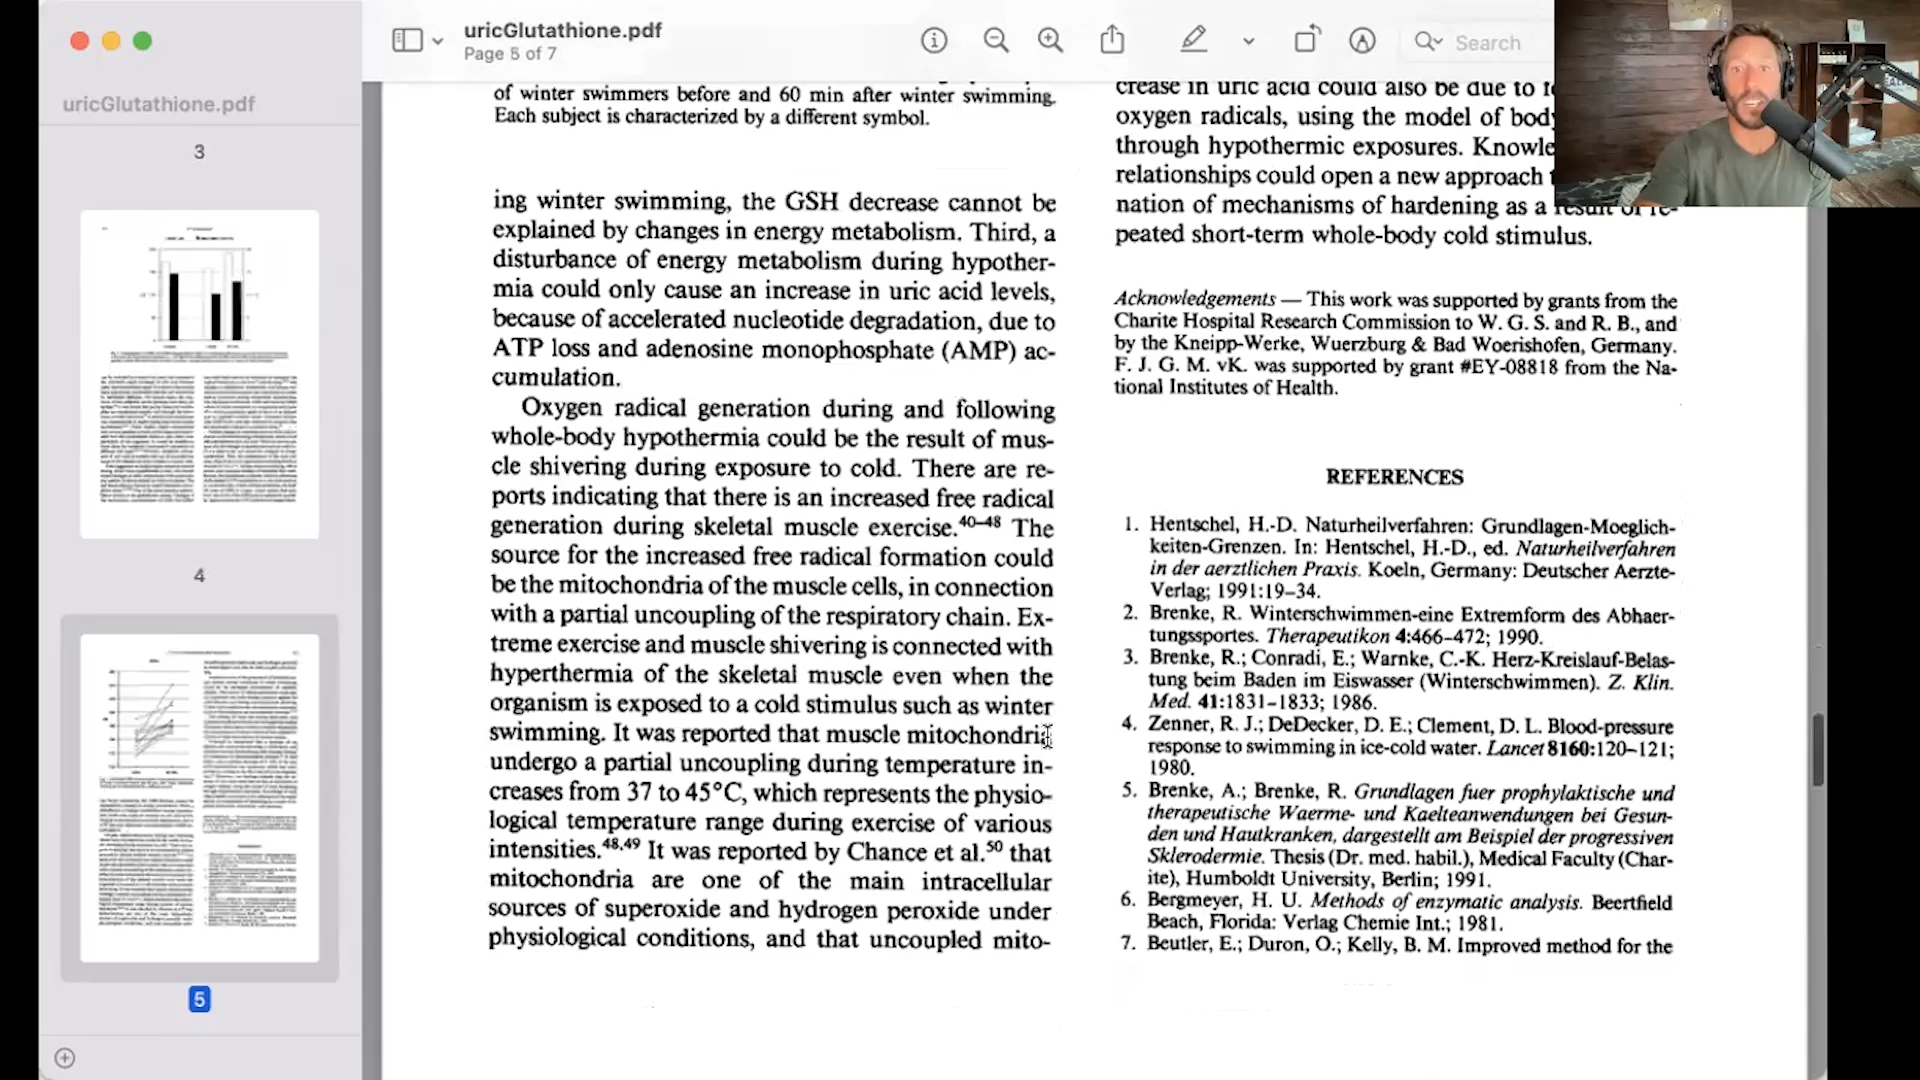 uricGlutathione.pdf
Page 5 of 7
Search
uricGlutathione.pdf
3
4
5
of winter swimmers before and 60 min after winter swimming.
Each subject is characterized by a different symbol.
ing winter swimming, the GSH decrease cannot be
explained by changes in energy metabolism. Third, a
disturbance of energy metabolism during hypother-
mia could only cause an increase in uric acid levels,
because of accelerated nucleotide degradation, due to
ATP loss and adenosine monophosphate (AMP) ac-
cumulation.
Oxygen radical generation during and following
whole-body hypothermia could be the result of mus-
cle shivering during exposure to cold. There are re-
ports indicating that there is an increased free radical
generation during skeletal muscle exercise.40–48 The
source for the increased free radical formation could
be the mitochondria of the muscle cells, in connection
with a partial uncoupling of the respiratory chain. Ex-
treme exercise and muscle shivering is connected with
hyperthermia of the skeletal muscle even when the
organism is exposed to a cold stimulus such as winter
swimming. It was reported that muscle mitochondria
undergo a partial uncoupling during temperature in-
creases from 37 to 45°C, which represents the physio-
logical temperature range during exercise of various
intensities.48,49 It was reported by Chance et al.50 that
mitochondria are one of the main intracellular
sources of superoxide and hydrogen peroxide under
physiological conditions, and that uncoupled mito-
crease in uric acid could also be due to
oxygen radicals, using the model of body
through hypothermic exposures.
relationships could open a new approach
nation of mechanisms of hardening as a result of re-
peated short-term whole-body cold stimulus.
Acknowledgements — This work was supported by grants from the
Charite Hospital Research Commission to W. G. S. and R. B., and
by the Kneipp-Werke, Wuerzburg & Bad Woerishofen, Germany.
F. J. G. M. vK. was supported by grant #EY-08818 from the Na-
tional Institutes of Health.
REFERENCES
1. Hentschel, H.-D. Naturheilverfahren: Grundlagen-Moeglich-
keiten-Grenzen. In: Hentschel, H.-D., ed. Naturheilverfahren
in der aerztlichen Praxis. Koeln, Germany: Deutscher Aerzte-
Verlag; 1991:19–34.
2. Brenke, R. Winterschwimmen-eine Extremform des Abhaer-
tungssportes. Therapeutikon 4:466–472; 1990.
3. Brenke, R.; Conradi, E.; Warnke, C.-K. Herz-Kreislauf-Belas-
tung beim Baden im Eiswasser (Winterschwimmen). Z. Klin.
Med. 41:1831–1833; 1986.
4. Zenner, R. J.; DeDecker, D. E.; Clement, D. L. Blood-pressure
response to swimming in ice-cold water. Lancet 8160:120–121;
1980.
5. Brenke, A.; Brenke, R. Grundlagen fuer prophylaktische und
therapeutische Waerme- und Kaelteanwendungen bei Gesun-
den und Hautkranken, dargestellt am Beispiel der progressiven
Sklerodermie. Thesis (Dr. med. habil.), Medical Faculty (Char-
ite), Humboldt University, Berlin; 1991.
6. Bergmeyer, H. U. Methods of enzymatic analysis. Beertfield
Beach, Florida: Verlag Chemie Int.; 1981.
7. Beutler, E.; Duron, O.; Kelly, B. M. Improved method for the